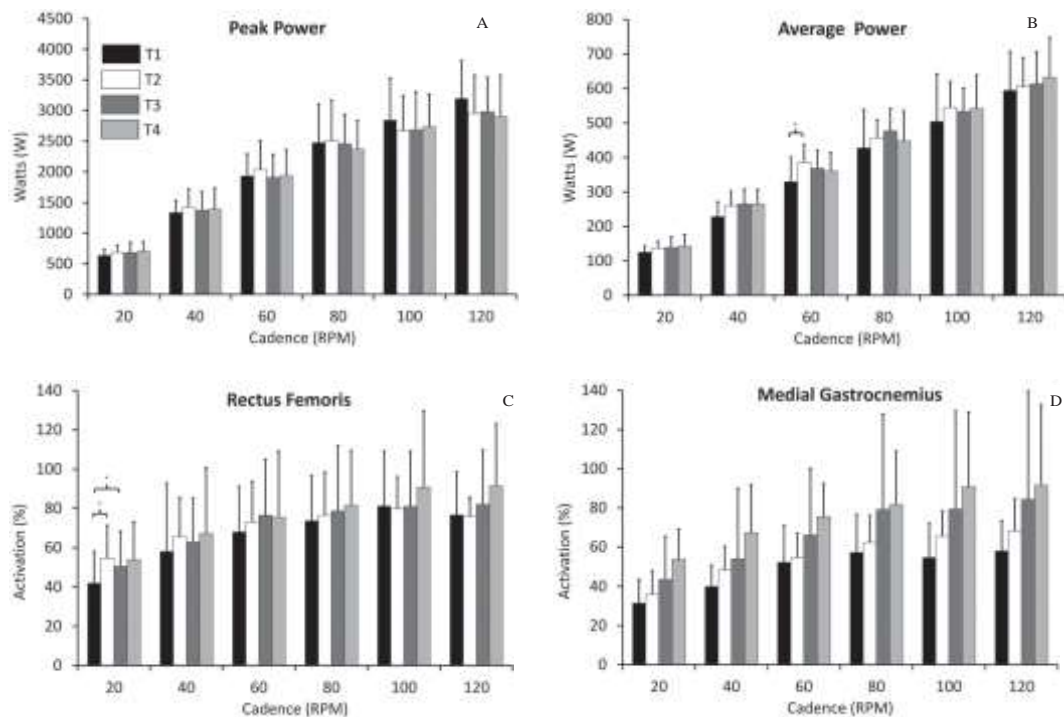 Peak Power
A
T1
T2
T3
T4
4500
4000
3500
3000
2500
2000
1500
1000
500
0
Watts (W)
20 40 60 80 100 120
Cadence (RPM)
Average Power
B
800
700
600
500
400
300
200
100
0
Watts (W)
20 40 60 80 100 120
Cadence (RPM)
Rectus Femoris
C
140
120
100
80
60
40
20
0
Activation (%)
20 40 60 80 100 120
Cadence (RPM)
Medial Gastrocnemius
D
140
120
100
80
60
40
20
0
Activation (%)
20 40 60 80 100 120
Cadence (RPM)